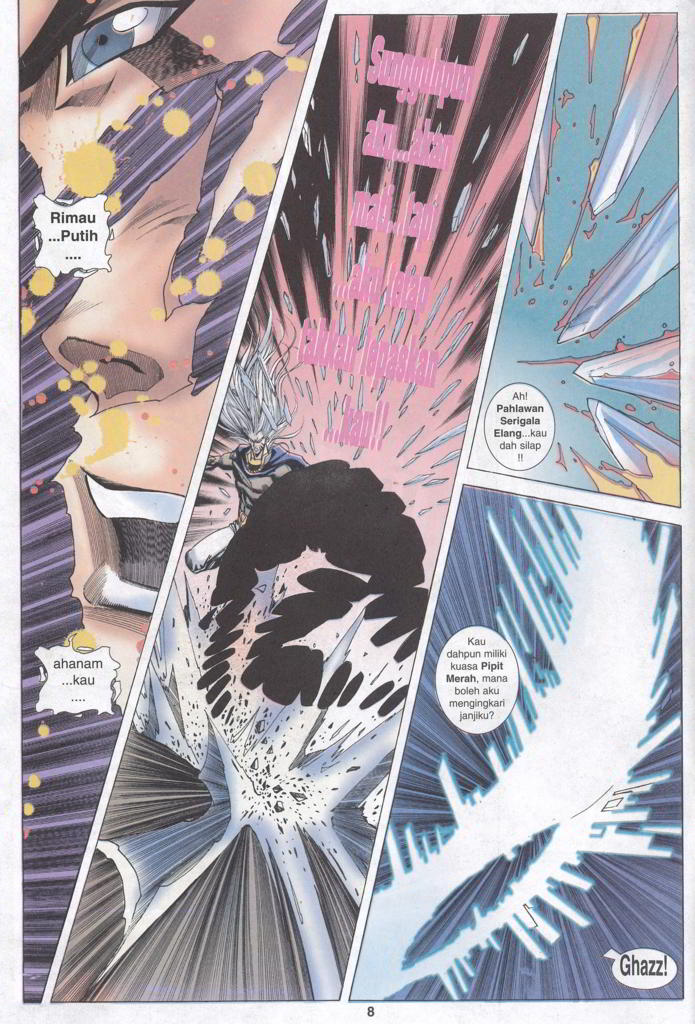 Rimau
...Putih
....
ahanam
...kau
....
Sungguhpun
aku...akan
mati...tapi
...aku tetap
takkan lepaskan
...kau!!
Ah!
Pahlawan
Serigala
Elang...kau
dah silap
!!
Kau
dahpun miliki
kuasa Pipit
Merah, mana
boleh aku
mengingkari
janjiku?
Ghazz!
8